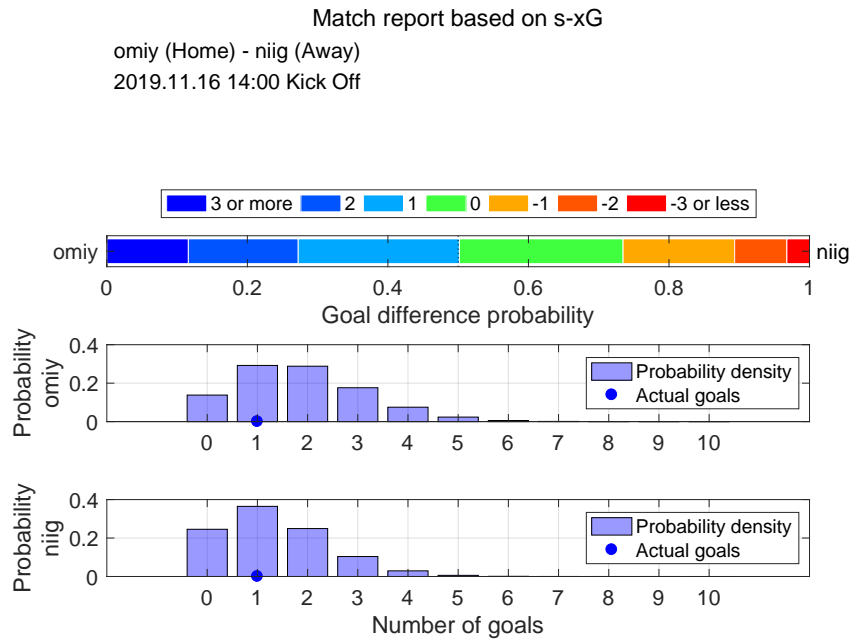 Match report based on s-xG
omiy (Home) - niig (Away)
2019.11.16 14:00 Kick Off
3 or more 2 1 0 -1 -2 -3 or less
omiy niig
0 0.2 0.4 0.6 0.8 1
Goal difference probability
Probability
omiy
0.4
0.2
0
Probability density
Actual goals
0 1 2 3 4 5 6 7 8 9 10
Probability
niig
0.4
0.2
0
Probability density
Actual goals
0 1 2 3 4 5 6 7 8 9 10
Number of goals